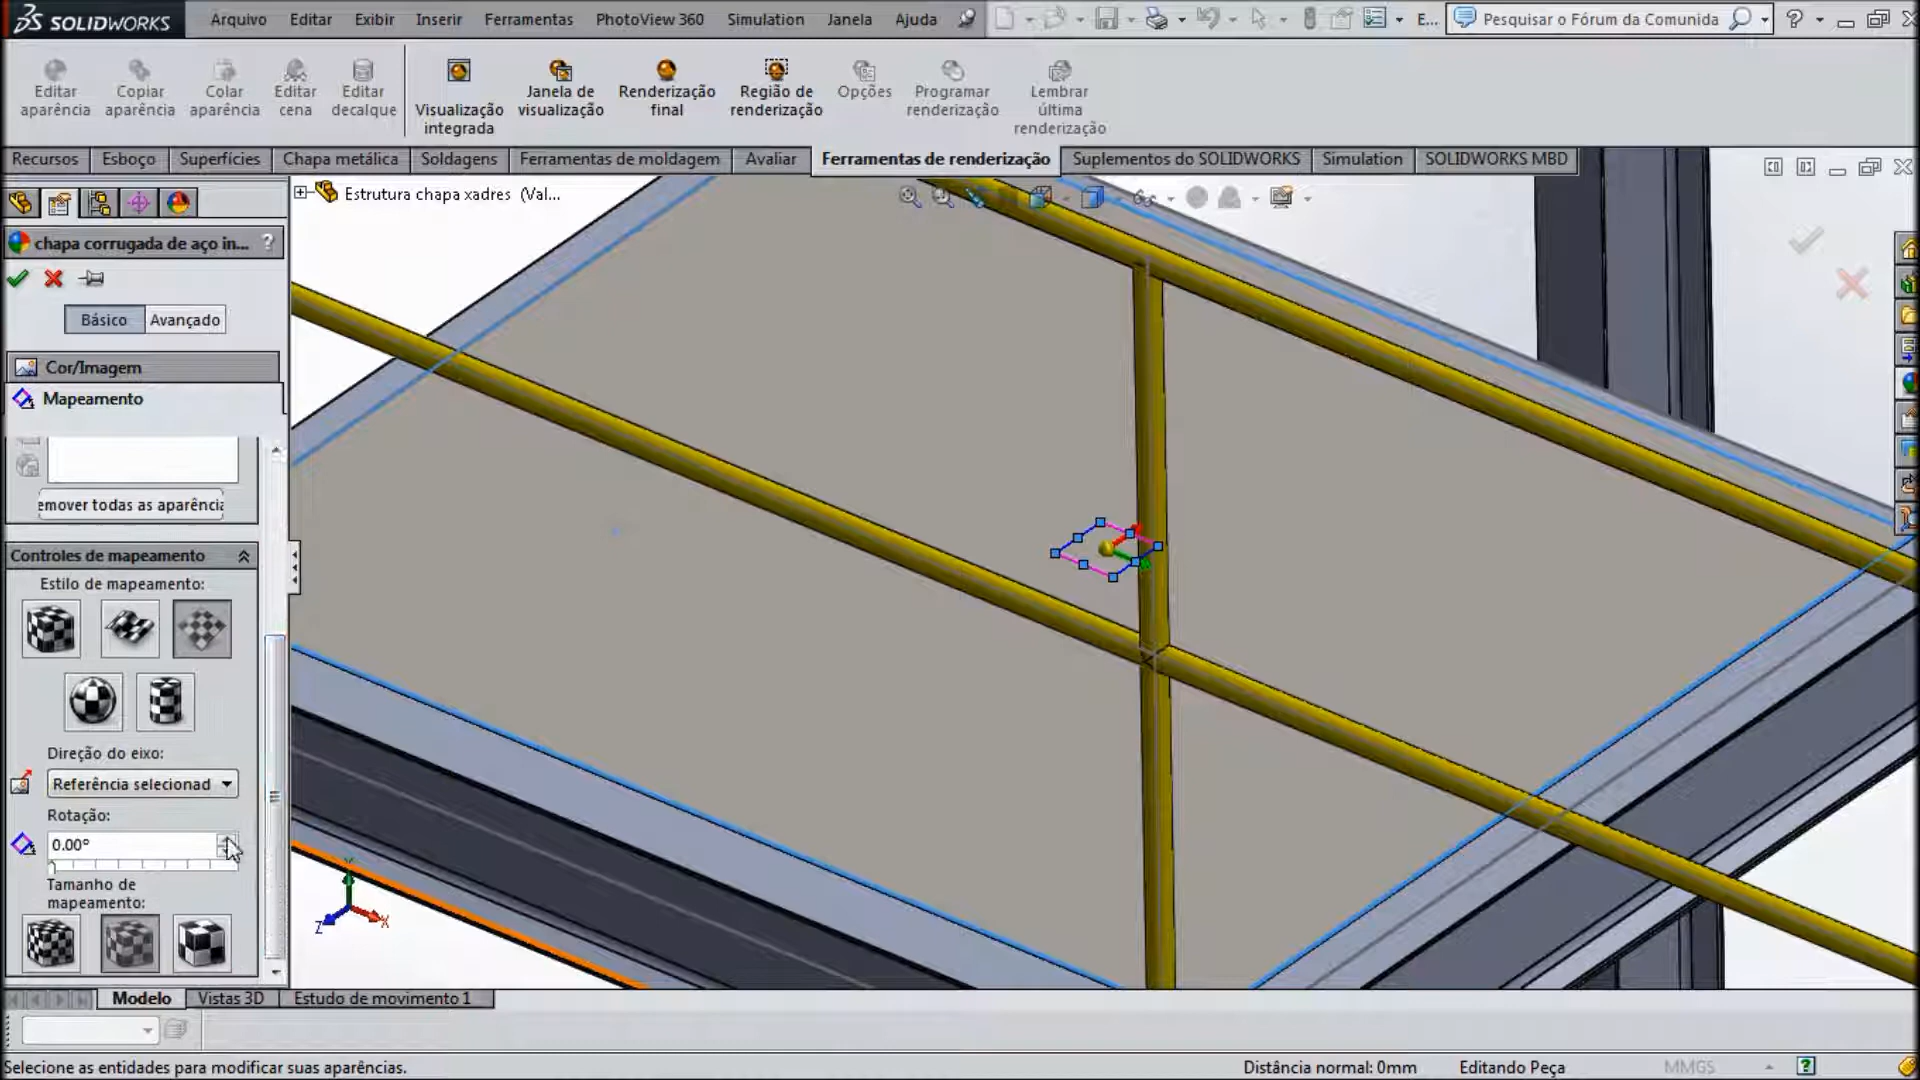 SOLIDWORKS
Arquivo Editar Exibir Inserir Ferramentas PhotoView 360 Simulation Janela Ajuda
E...
Pesquisar o Fórum da Comunida
?
Editar aparência
Copiar aparência
Colar aparência
Editar cena
Editar decalque
Visualização integrada
Janela de visualização
Renderização final
Região de renderização
Opções
Programar renderização
Lembrar última renderização
Recursos Esboço Superfícies Chapa metálica Soldagens Ferramentas de moldagem Avaliar Ferramentas de renderização Suplementos do SOLIDWORKS Simulation SOLIDWORKS MBD
Estrutura chapa xadres (Val...
chapa corrugada de aço in... ?
Básico Avançado
Cor/Imagem
Mapeamento
emover todas as aparência
Controles de mapeamento
Estilo de mapeamento:
Direção do eixo:
Referência selecionad
Rotação:
0.00°
Tamanho de
mapeamento:
Y
Z
X
Modelo Vistas 3D Estudo de movimento 1
Selecione as entidades para modificar suas aparências.
Distância normal: 0mm
Editando Peça
MMGS
?